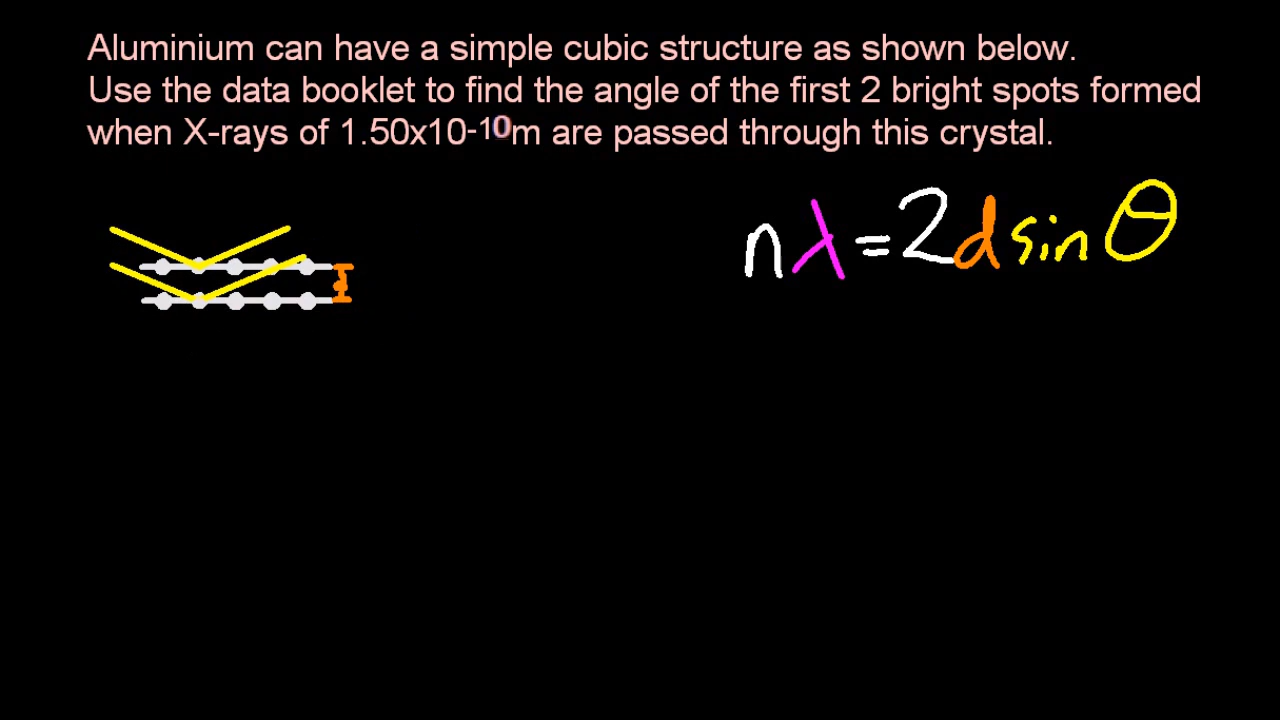 Aluminium can have a simple cubic structure as shown below.
Use the data booklet to find the angle of the first 2 bright spots formed
when X-rays of 1.50x10-10m are passed through this crystal.
nλ=2dsinθ
d